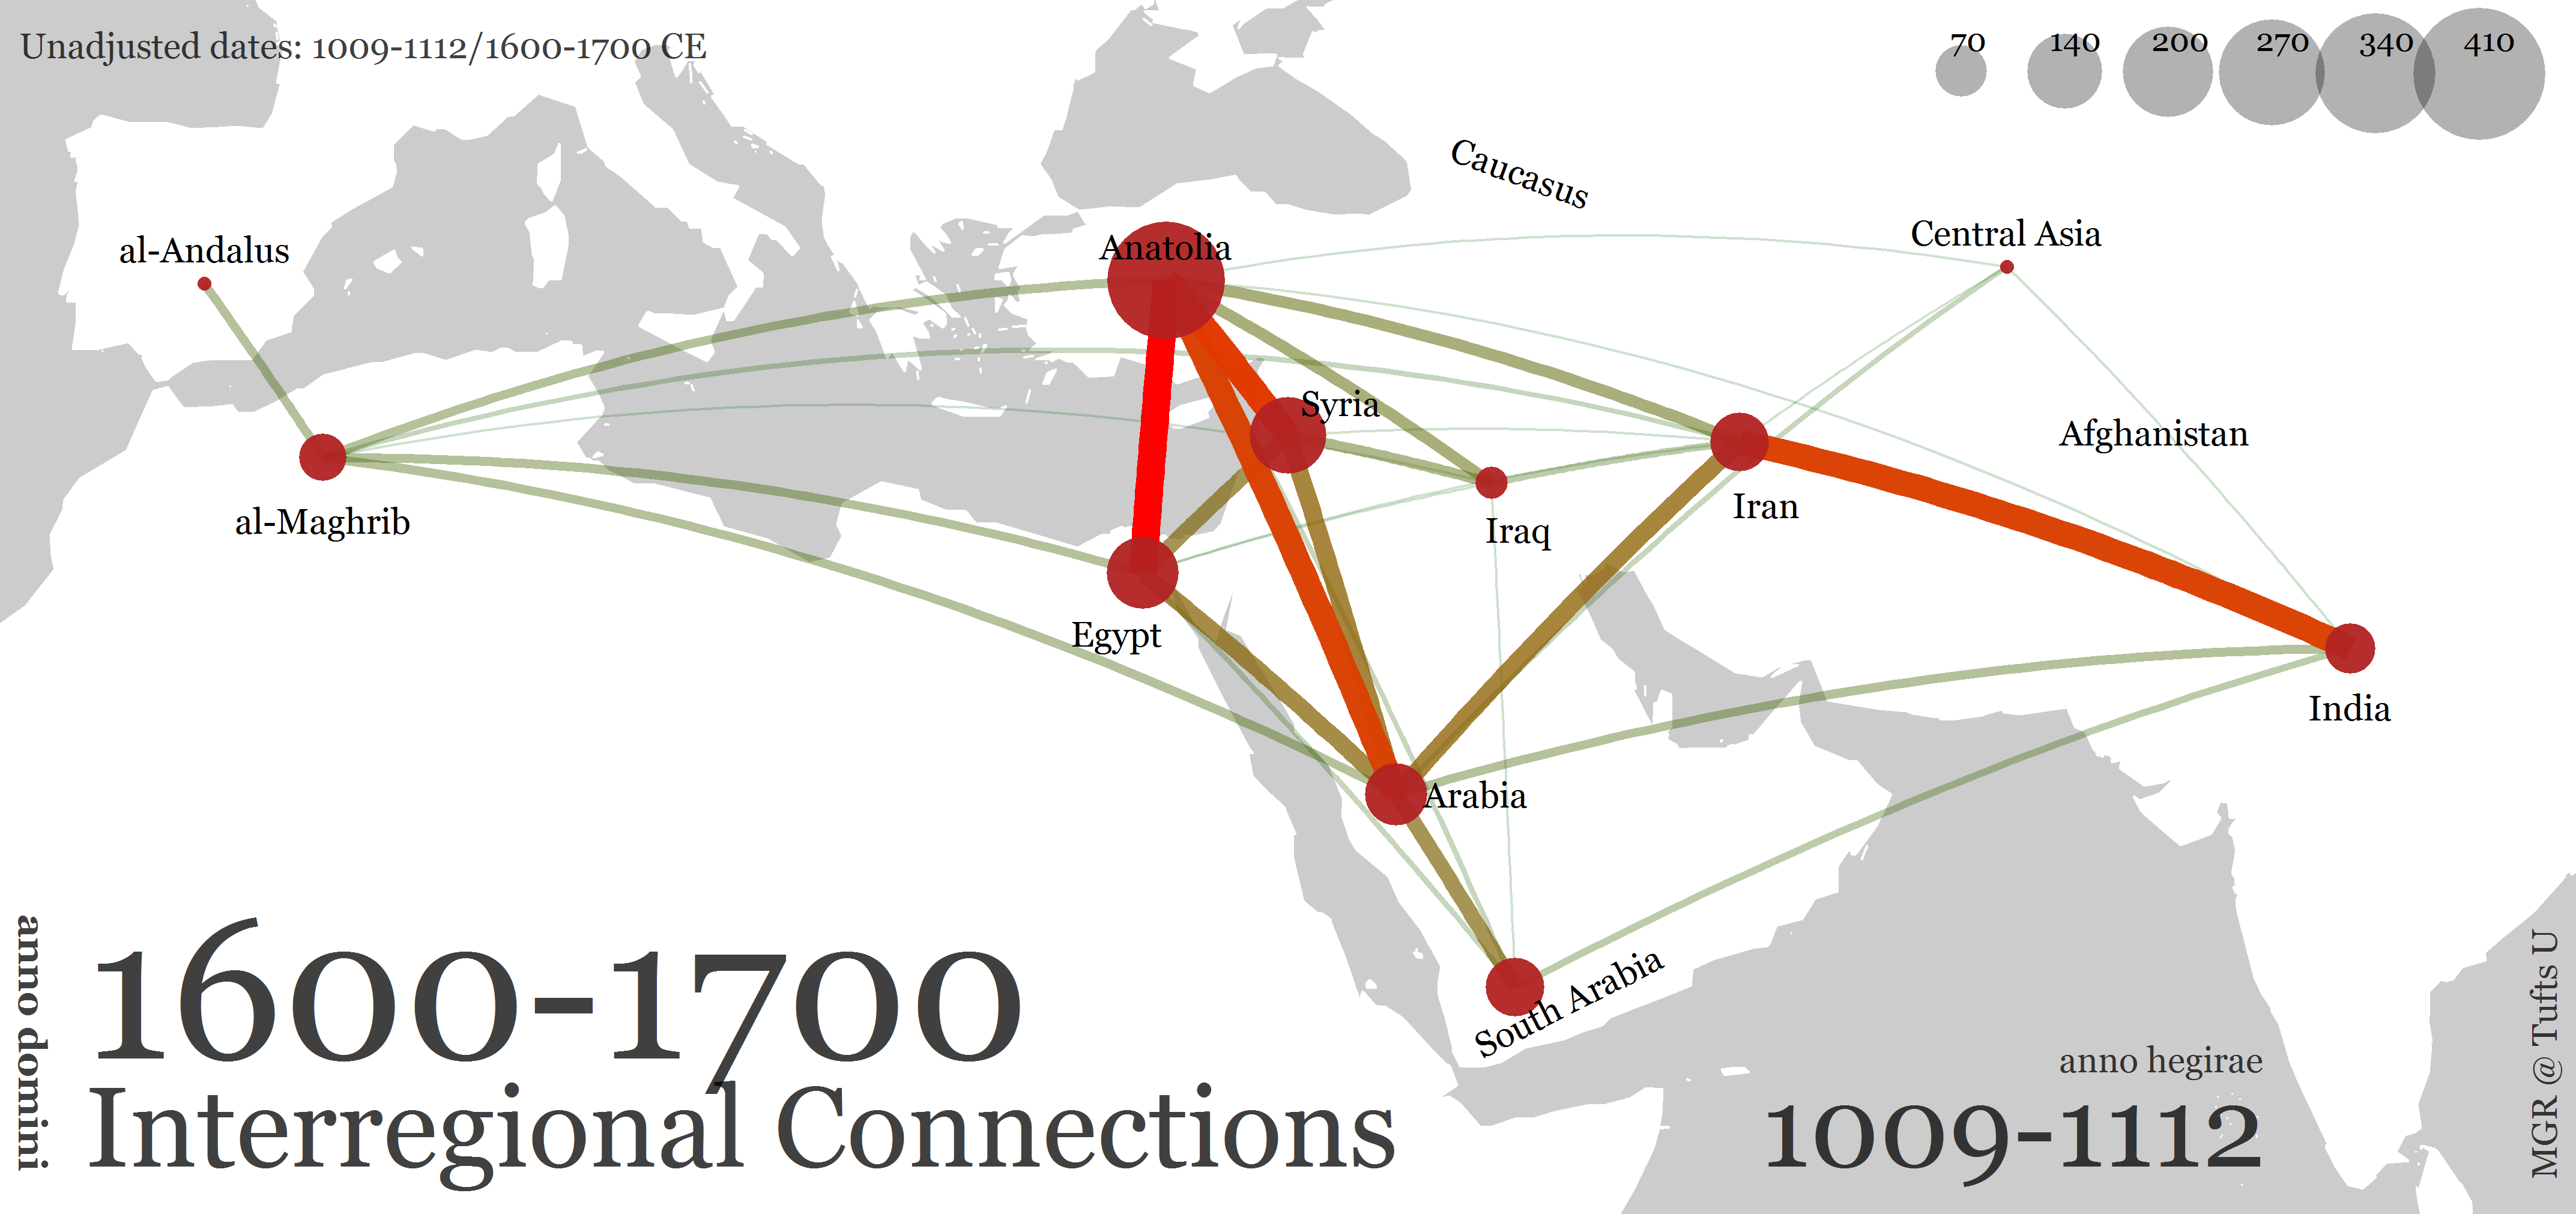 Unadjusted dates: 1009-1112/1600-1700 CE
70 140 200 270 340 410
Caucasus
al-Andalus
Anatolia
Central Asia
Syria
Afghanistan
al-Maghrib
Iran
Iraq
Egypt
India
Arabia
South Arabia
anno domini
1600-1700
Interregional Connections
anno hegirae
1009-1112
MGR @ Tufts U